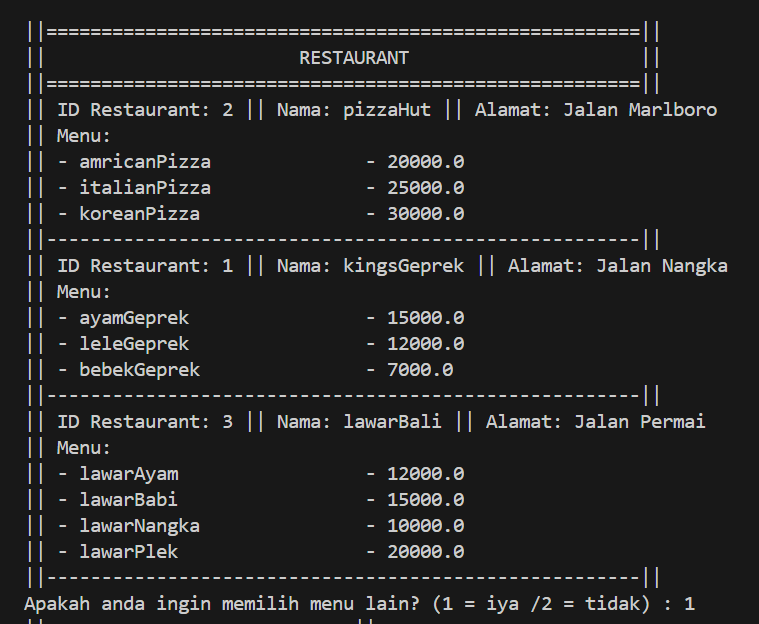 ||======================================================||
||                       RESTAURANT                     ||
||======================================================||
|| ID Restaurant: 2 || Nama: pizzaHut || Alamat: Jalan Marlboro
|| Menu:
|| - amricanPizza              - 20000.0
|| - italianPizza              - 25000.0
|| - koreanPizza               - 30000.0
||------------------------------------------------------||
|| ID Restaurant: 1 || Nama: kingsGeprek || Alamat: Jalan Nangka
|| Menu:
|| - ayamGeprek                - 15000.0
|| - leleGeprek                - 12000.0
|| - bebekGeprek               - 7000.0
||------------------------------------------------------||
|| ID Restaurant: 3 || Nama: lawarBali || Alamat: Jalan Permai
|| Menu:
|| - lawarAyam                 - 12000.0
|| - lawarBabi                 - 15000.0
|| - lawarNangka               - 10000.0
|| - lawarPlek                 - 20000.0
||------------------------------------------------------||
Apakah anda ingin memilih menu lain? (1 = iya /2 = tidak) : 1